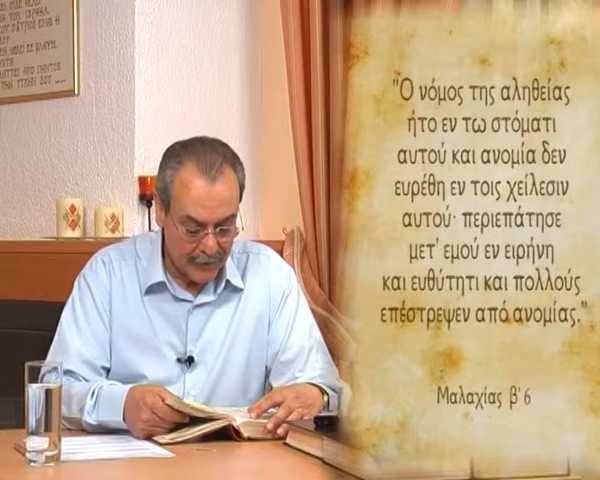 "Ο νόμος της αληθείας
ήτο εν τω στόματι
αυτού και ανομία δεν
ευρέθη εν τοις χείλεσιν
αυτού· περιεπάτησε
μετ' εμού εν ειρήνη
και ευθύτητι και πολλούς
επέστρεψεν από ανομίας."
Μαλαχίας β' 6